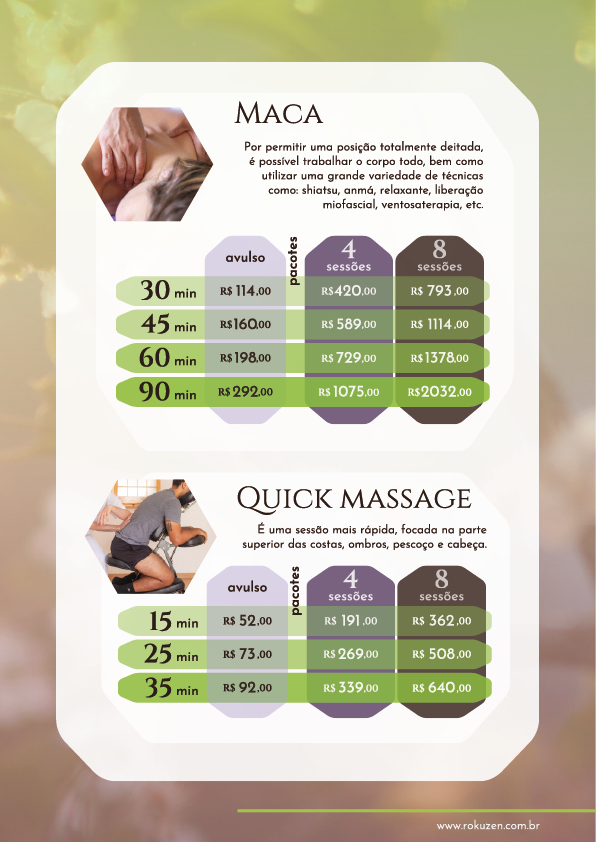 Maca
Por permitir uma posição totalmente deitada,
é possível trabalhar o corpo todo, bem como
utilizar uma grande variedade de técnicas
como: shiatsu, anmá, relaxante, liberação
miofascial, ventosaterapia, etc.
avulso pacotes 4 sessões 8 sessões
30 min R$ 114,00 R$420,00 R$ 793,00
45 min R$160,00 R$ 589,00 R$ 1114,00
60 min R$198,00 R$ 729,00 R$1378,00
90 min R$292,00 R$ 1075,00 R$2032,00
Quick massage
É uma sessão mais rápida, focada na parte
superior das costas, ombros, pescoço e cabeça.
avulso pacotes 4 sessões 8 sessões
15 min R$ 52,00 R$ 191,00 R$ 362,00
25 min R$ 73,00 R$ 269,00 R$ 508,00
35 min R$ 92,00 R$ 339,00 R$ 640,00
www.rokuzen.com.br